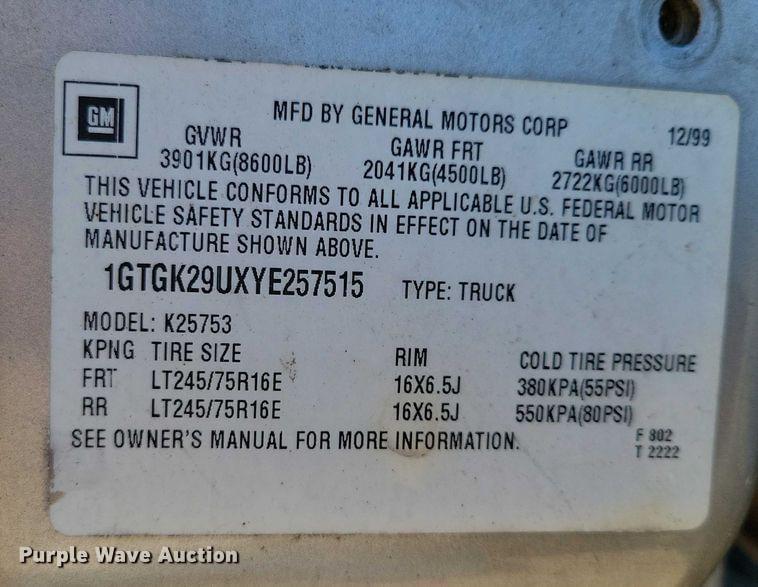 GM
MFD BY GENERAL MOTORS CORP
12/99
GVWR GAWR FRT GAWR RR
3901KG(8600LB) 2041KG(4500LB) 2722KG(6000LB)
THIS VEHICLE CONFORMS TO ALL APPLICABLE U.S. FEDERAL MOTOR
VEHICLE SAFETY STANDARDS IN EFFECT ON THE DATE OF
MANUFACTURE SHOWN ABOVE.
1GTGK29UXYE257515 TYPE: TRUCK
MODEL: K25753
KPNG TIRE SIZE RIM COLD TIRE PRESSURE
FRT LT245/75R16E 16X6.5J 380KPA(55PSI)
RR LT245/75R16E 16X6.5J 550KPA(80PSI)
SEE OWNER'S MANUAL FOR MORE INFORMATION.
F 802
T 2222
Purple Wave Auction